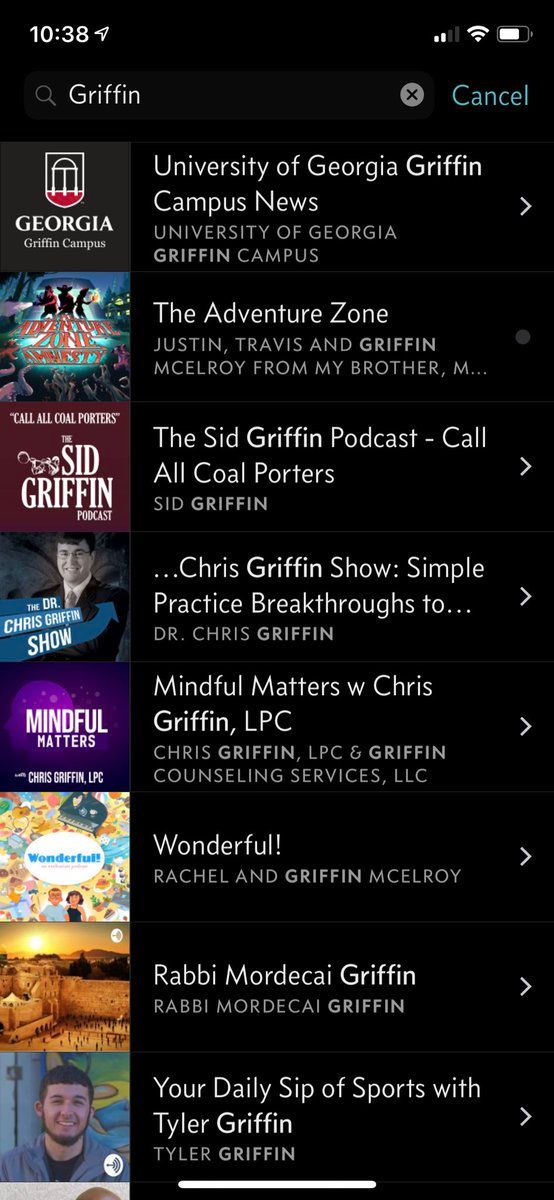 10:38
Griffin
Cancel
GEORGIA
Griffin Campus
University of Georgia Griffin
Campus News
UNIVERSITY OF GEORGIA
GRIFFIN CAMPUS
THE
ADVENTURE
ZONE
AMNESTY
The Adventure Zone
JUSTIN, TRAVIS AND GRIFFIN
MCELROY FROM MY BROTHER, M...
"CALL ALL COAL PORTERS"
THE
SID
GRIFFIN
PODCAST
The Sid Griffin Podcast - Call
All Coal Porters
SID GRIFFIN
THE DR.
CHRIS GRIFFIN
SHOW
...Chris Griffin Show: Simple
Practice Breakthroughs to...
DR. CHRIS GRIFFIN
MINDFUL
MATTERS
with CHRIS GRIFFIN, LPC
Mindful Matters w Chris
Griffin, LPC
CHRIS GRIFFIN, LPC & GRIFFIN
COUNSELING SERVICES, LLC
Wonderful!
Wonderful!
RACHEL AND GRIFFIN MCELROY
Rabbi Mordecai Griffin
RABBI MORDECAI GRIFFIN
Your Daily Sip of Sports with
Tyler Griffin
TYLER GRIFFIN